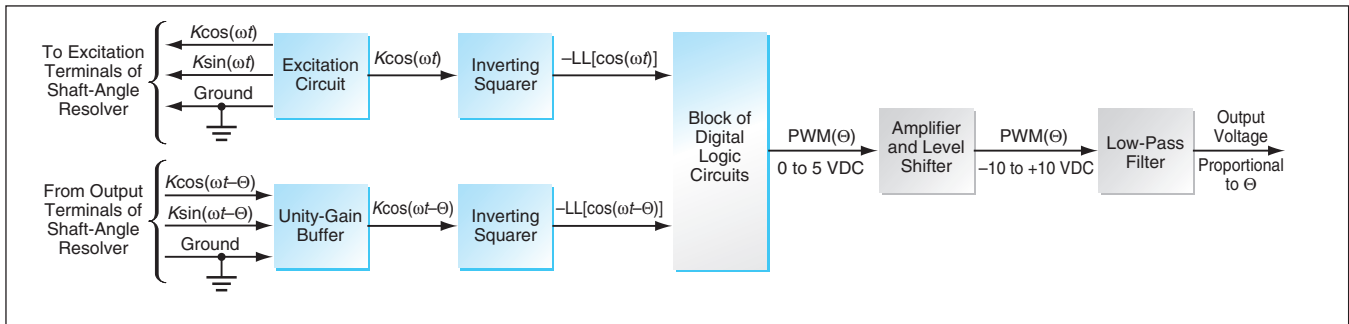 To Excitation
Terminals of
Shaft-Angle
Resolver
Kcos(ωt)
Ksin(ωt)
Ground
Excitation
Circuit
Kcos(ωt)
Inverting
Squarer
–LL[cos(ωt)]
From Output
Terminals of
Shaft-Angle
Resolver
Kcos(ωt–Θ)
Ksin(ωt–Θ)
Ground
Unity-Gain
Buffer
Kcos(ωt–Θ)
Inverting
Squarer
–LL[cos(ωt–Θ)]
Block of
Digital
Logic
Circuits
PWM(Θ)
0 to 5 VDC
Amplifier
and Level
Shifter
PWM(Θ)
–10 to +10 VDC
Low-Pass
Filter
Output
Voltage
Proportional
to Θ